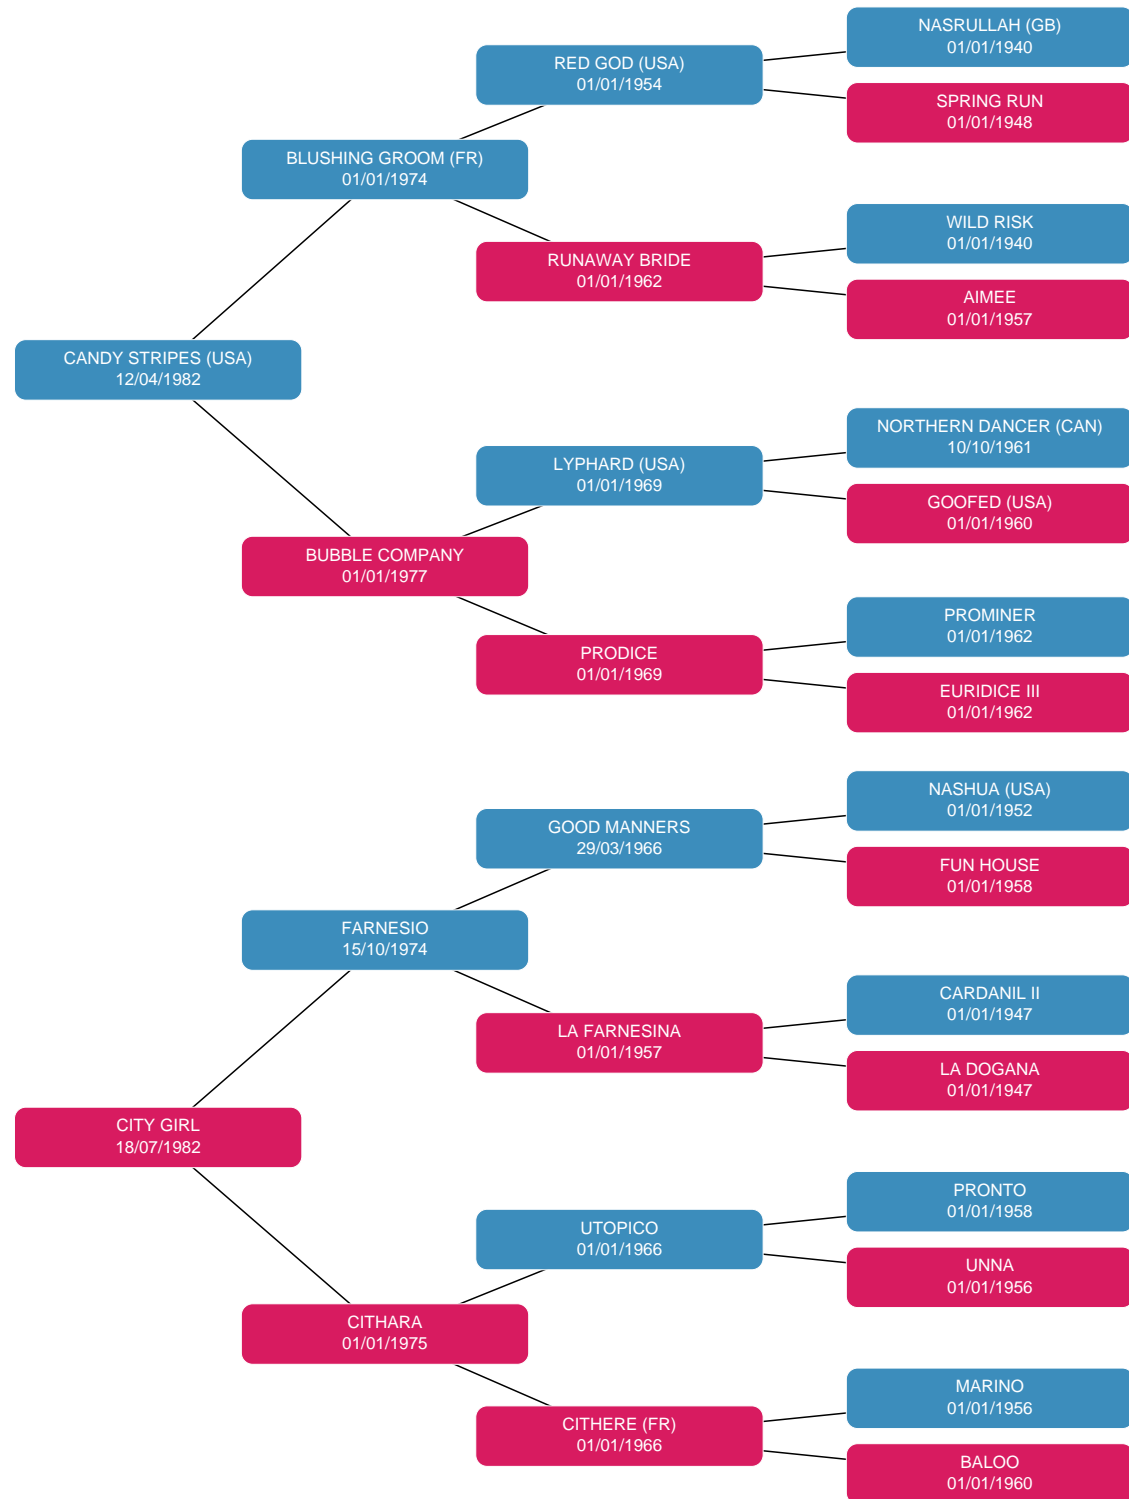 NASRULLAH (GB)
01/01/1940
RED GOD (USA)
01/01/1954
SPRING RUN
01/01/1948
BLUSHING GROOM (FR)
01/01/1974
WILD RISK
01/01/1940
RUNAWAY BRIDE
01/01/1962
AIMEE
01/01/1957
CANDY STRIPES (USA)
12/04/1982
NORTHERN DANCER (CAN)
10/10/1961
LYPHARD (USA)
01/01/1969
GOOFED (USA)
01/01/1960
BUBBLE COMPANY
01/01/1977
PROMINER
01/01/1962
PRODICE
01/01/1969
EURIDICE III
01/01/1962
NASHUA (USA)
01/01/1952
GOOD MANNERS
29/03/1966
FUN HOUSE
01/01/1958
FARNESIO
15/10/1974
CARDANIL II
01/01/1947
LA FARNESINA
01/01/1957
LA DOGANA
01/01/1947
CITY GIRL
18/07/1982
PRONTO
01/01/1958
UTOPICO
01/01/1966
UNNA
01/01/1956
CITHARA
01/01/1975
MARINO
01/01/1956
CITHERE (FR)
01/01/1966
BALOO
01/01/1960